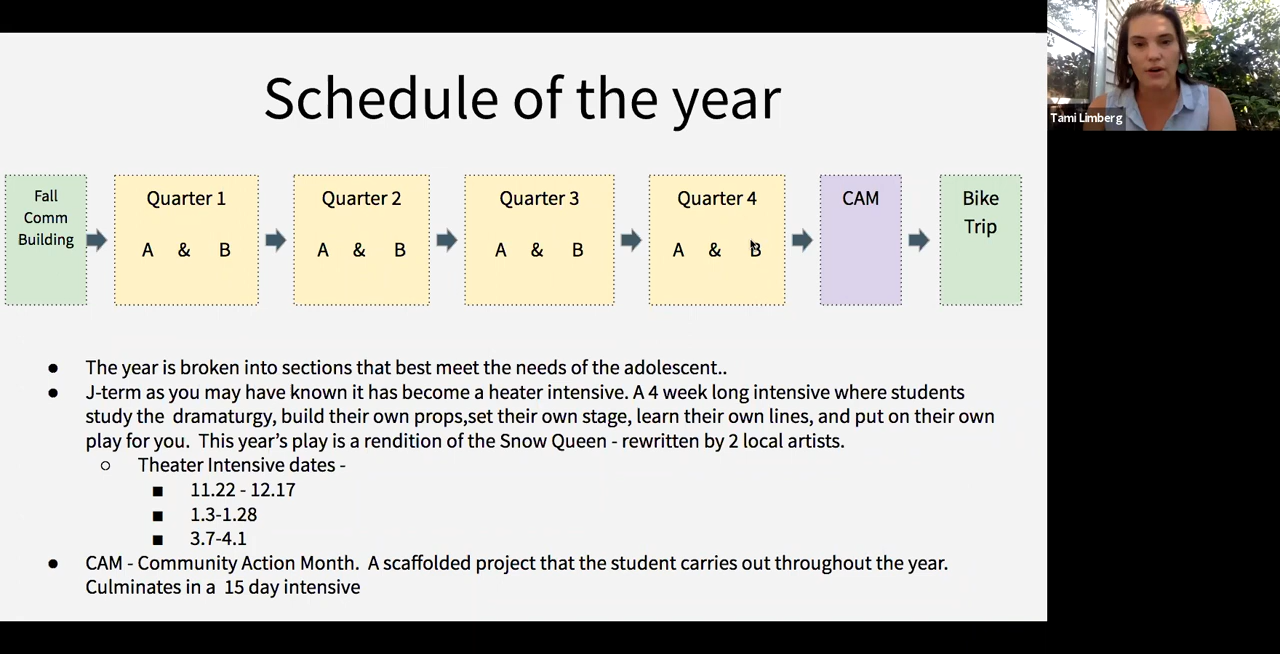 Schedule of the year
Fall
Comm
Building
Quarter 1
A & B
Quarter 2
A & B
Quarter 3
A & B
Quarter 4
A & B
CAM
Bike
Trip
● The year is broken into sections that best meet the needs of the adolescent..
● J-term as you may have known it has become a heater intensive. A 4 week long intensive where students
study the dramaturgy, build their own props,set their own stage, learn their own lines, and put on their own
play for you. This year's play is a rendition of the Snow Queen - rewritten by 2 local artists.
○ Theater Intensive dates -
■ 11.22 - 12.17
■ 1.3-1.28
■ 3.7-4.1
● CAM - Community Action Month. A scaffolded project that the student carries out throughout the year.
Culminates in a 15 day intensive
Tami Limberg